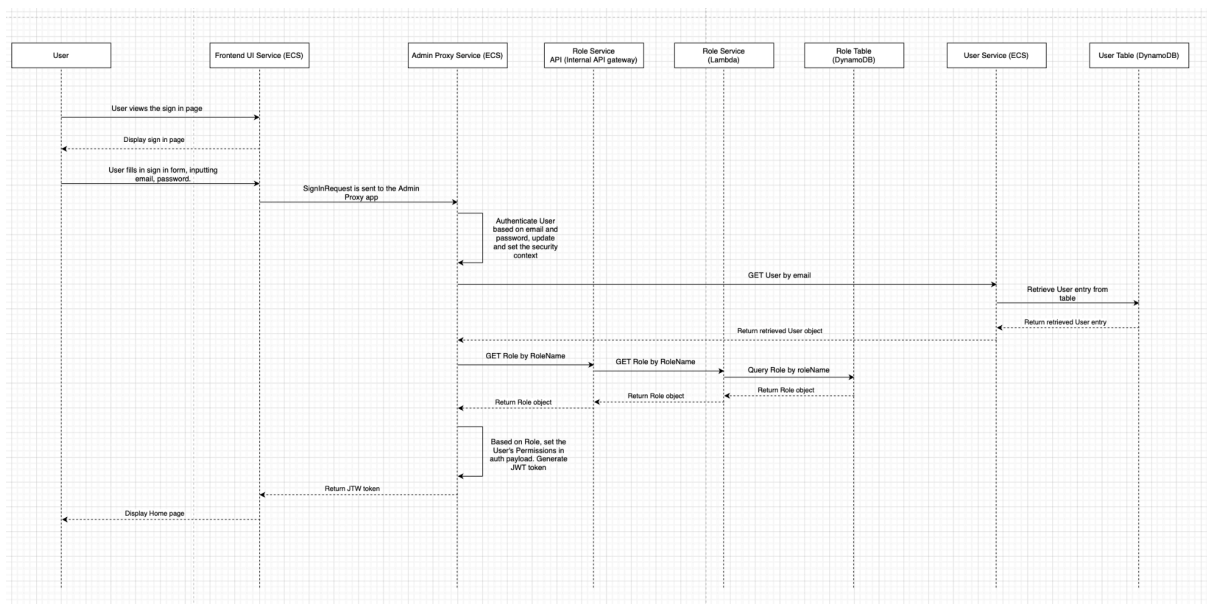 User
Frontend UI Service (ECS)
Admin Proxy Service (ECS)
Role Service
API (Internal API gateway)
Role Service
(Lambda)
Role Table
(DynamoDB)
User Service (ECS)
User Table (DynamoDB)
User views the sign in page
Display sign in page
User fills in sign in form, inputting
email, password.
SignInRequest is sent to the Admin
Proxy app
Authenticate User
based on email and
password, update
and set the security
context
GET User by email
Retrieve User entry from
table
Return retrieved User entry
Return retrieved User object
GET Role by RoleName
GET Role by RoleName
Query Role by roleName
Return Role object
Return Role object
Return Role object
Based on Role, set the
User's Permissions in
auth payload. Generate
JWT token
Return JTW token
Display Home page